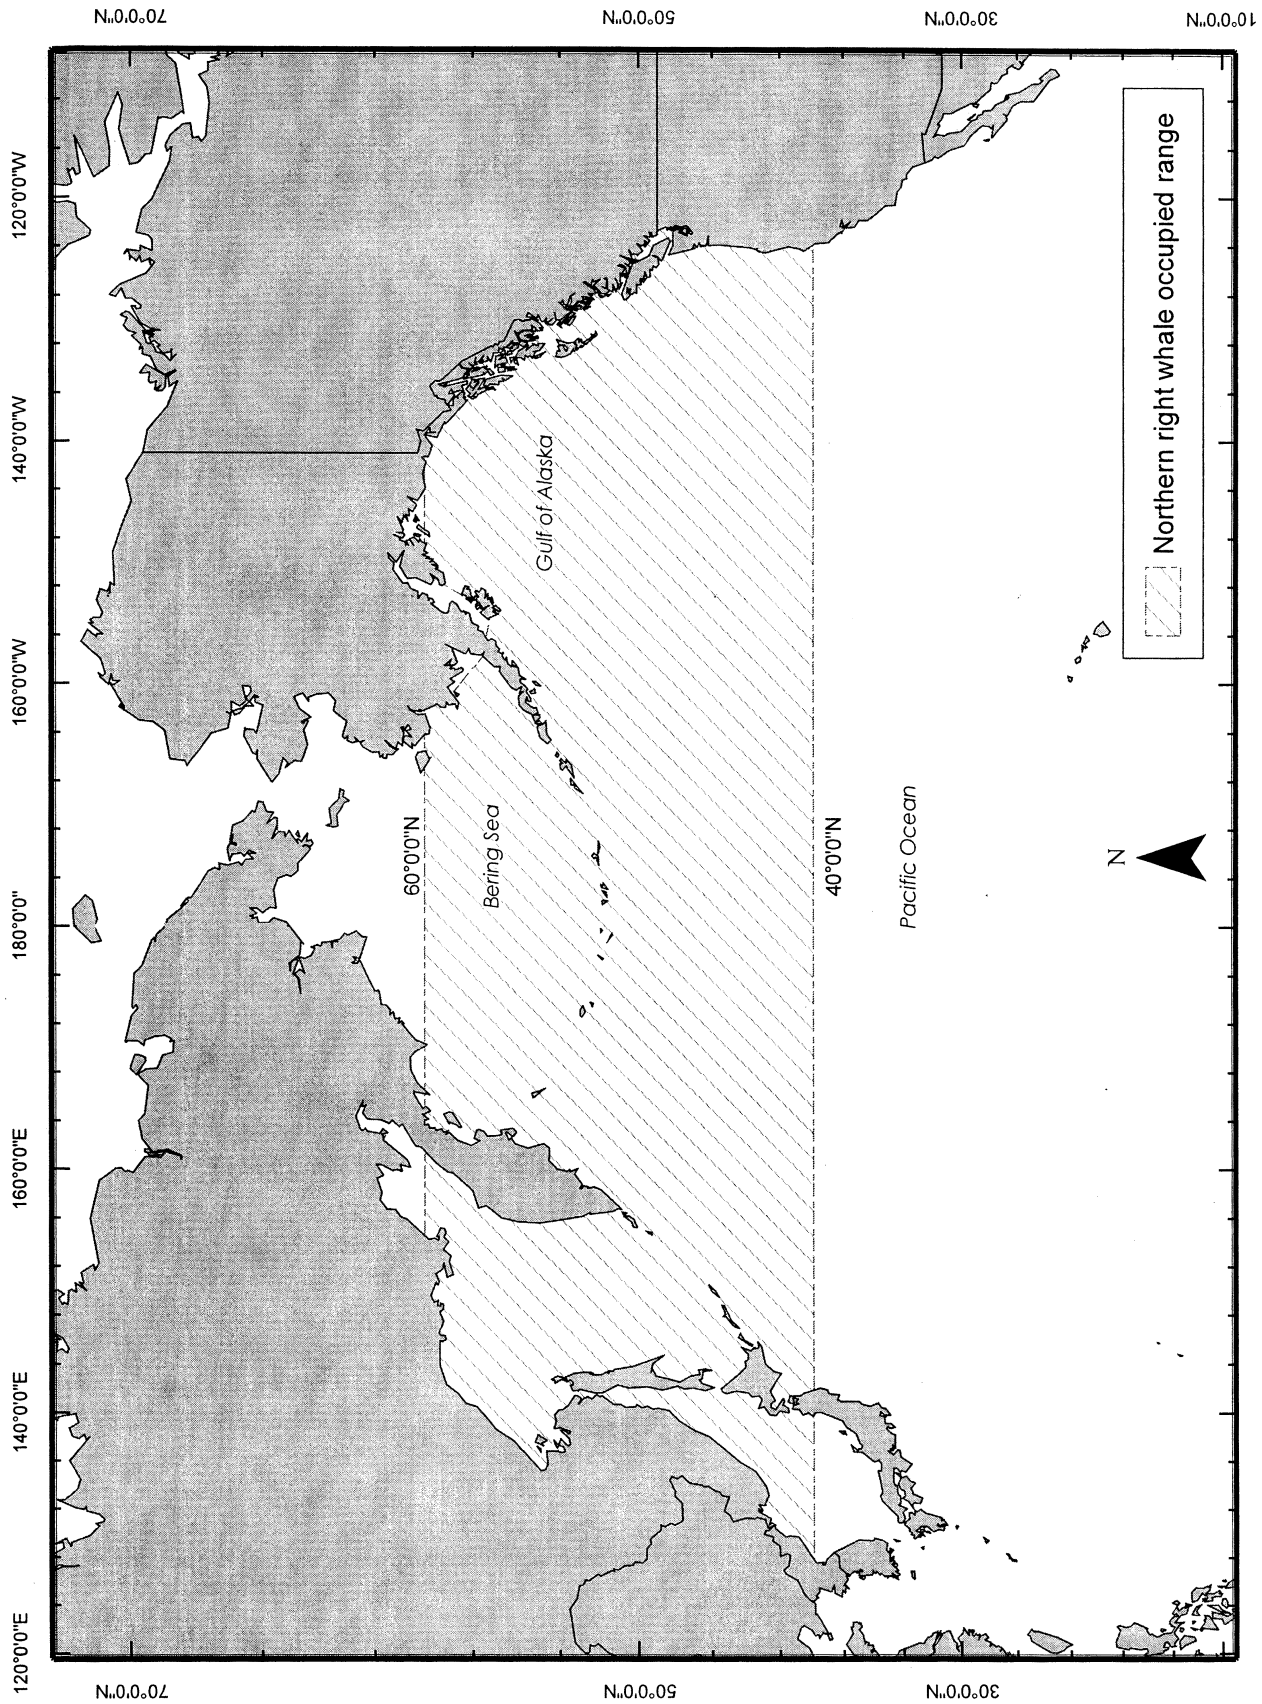 120°0'0"E 140°0'0"E 160°0'0"E 180°0'0" 160°0'0"W 140°0'0"W 120°0'0"W
70°0'0"N
70°0'0"N
60°0'0"N
Bering Sea
Gulf of Alaska
50°0'0"N
50°0'0"N
40°0'0"N
Pacific Ocean
30°0'0"N
30°0'0"N
N
Northern right whale occupied range
10°0'0"N